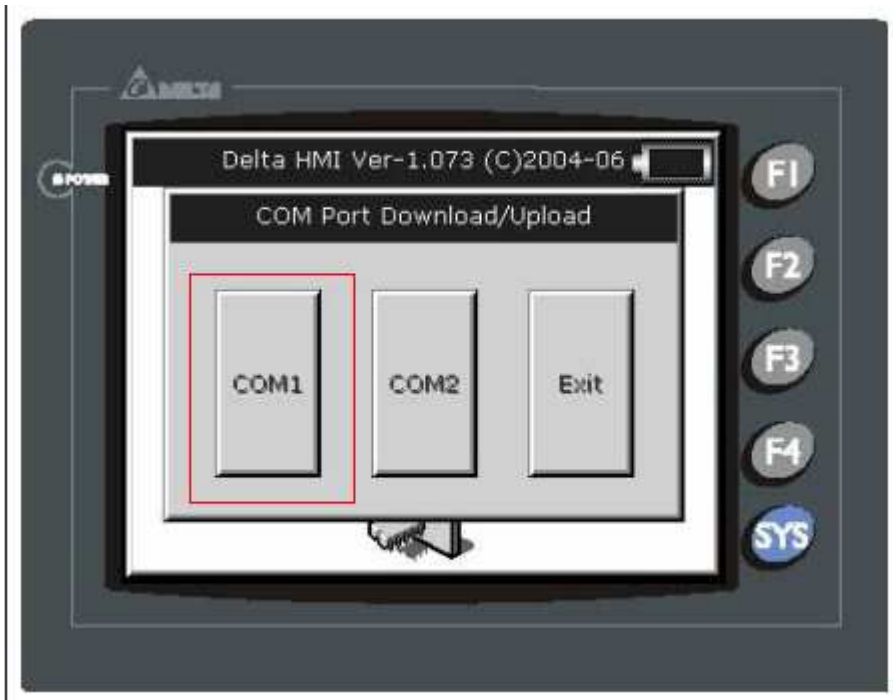 DELTA
Delta HMI Ver-1.073 (C)2004-06
POWER
COM Port Download/Upload
COM1
COM2
Exit
F1
F2
F3
F4
SYS